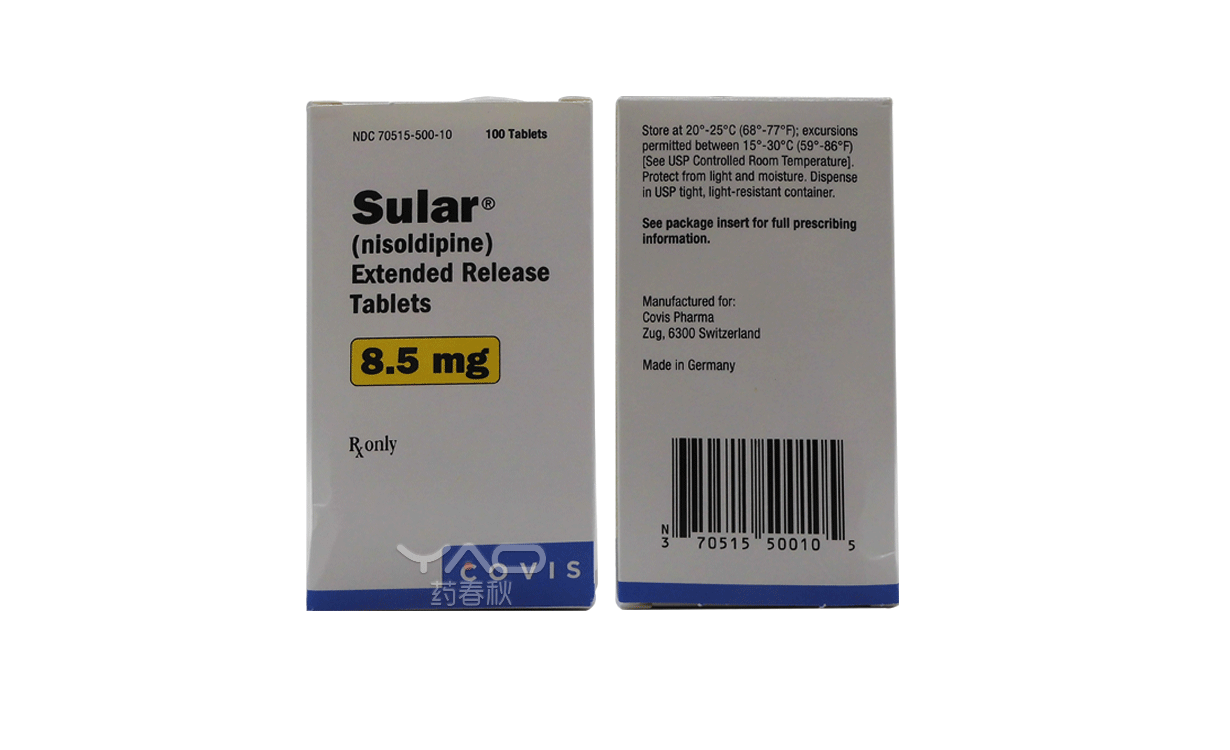 NDC 70515-500-10 100 Tablets
Sular®
(nisoldipine)
Extended Release
Tablets
8.5 mg
Rx only
YAO
COVIS
药春秋
Store at 20°-25°C (68°-77°F); excursions
permitted between 15°-30°C (59°-86°F)
[See USP Controlled Room Temperature].
Protect from light and moisture. Dispense
in USP tight, light-resistant container.
See package insert for full prescribing
information.
Manufactured for:
Covis Pharma
Zug, 6300 Switzerland
Made in Germany
N
3 70515 50010 5